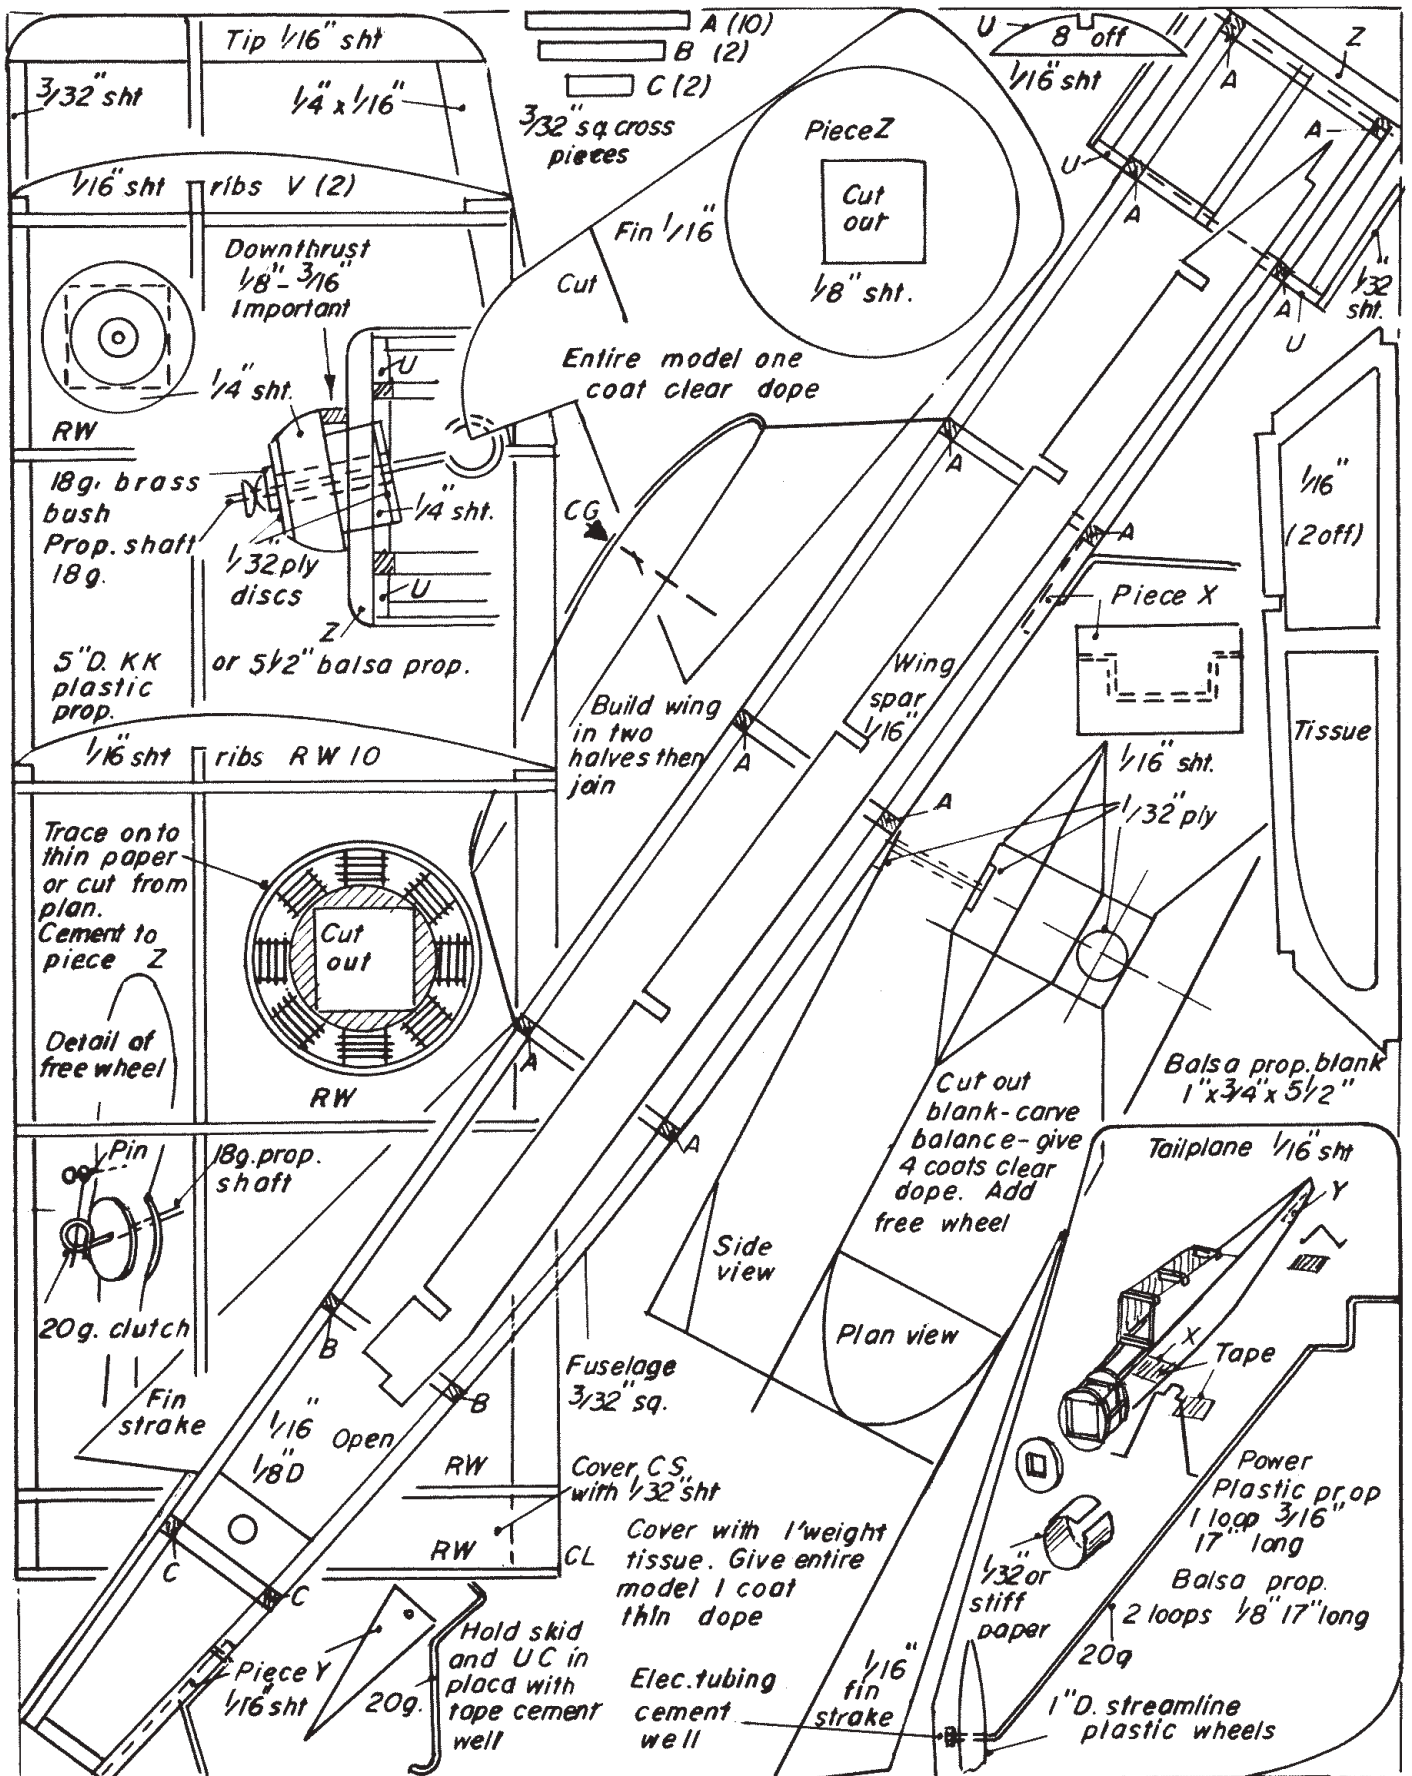 Tip 1/16" sht
3/32" sht
1/4" x 1/16"
A (10)
B (2)
C (2)
3/32" sq cross
pieces
U
8 off
1/16" sht
Z
A
A
U
A
A
U
1/32"
sht.
1/16" sht ribs V (2)
Piece Z
Cut
out
1/8" sht.
Fin 1/16"
Cut
Downthrust
1/8"- 3/16"
Important
Entire model one
coat clear dope
1/4" sht.
U
RW
18g. brass
bush
Prop. shaft
18g.
1/32 ply
discs
1/4" sht.
U
Z
CG
A
A
1/16"
(2 off)
Piece X
5"D. KK
plastic
prop.
or 5 1/2" balsa prop.
Build wing
in two
halves then
join
Wing
spar
1/16"
A
Tissue
1/16" sht.
1/32" ply
A
1/16" sht ribs RW 10
Trace on to
thin paper
or cut from
plan.
Cement to
piece Z
Cut
out
Detail of
free wheel
RW
A
A
Balsa prop. blank
1" x 3/4" x 5 1/2"
Cut out
blank - carve
balance - give
4 coats clear
dope. Add
free wheel
Pin
18g. prop.
shaft
20g. clutch
Side
view
Plan view
Tailplane 1/16" sht
Y
X
Tape
B
B
Fuselage
3/32" sq.
Fin
strake
1/16"
1/8 D
Open
RW
Cover CS.
with 1/32" sht
RW
CL
C
C
Cover with l'weight
tissue. Give entire
model 1 coat
thin dope
Power
Plastic prop
1 loop 3/16"
17" long
Balsa prop.
2 loops 1/8" 17" long
1/32" or
stiff
paper
20g
Piece Y
1/16" sht
20g.
Hold skid
and UC in
placd with
tape cement
well
Elec. tubing
cement
well
1/16"
fin
strake
1"D. streamline
plastic wheels